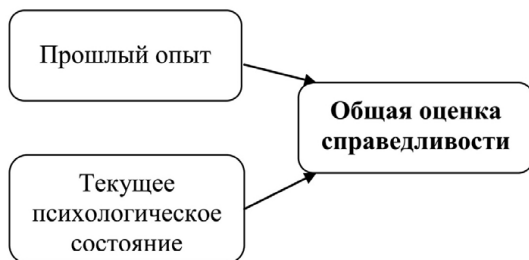 Прошлый опыт
Общая оценка
справедливости
Текущее
психологическое
состояние